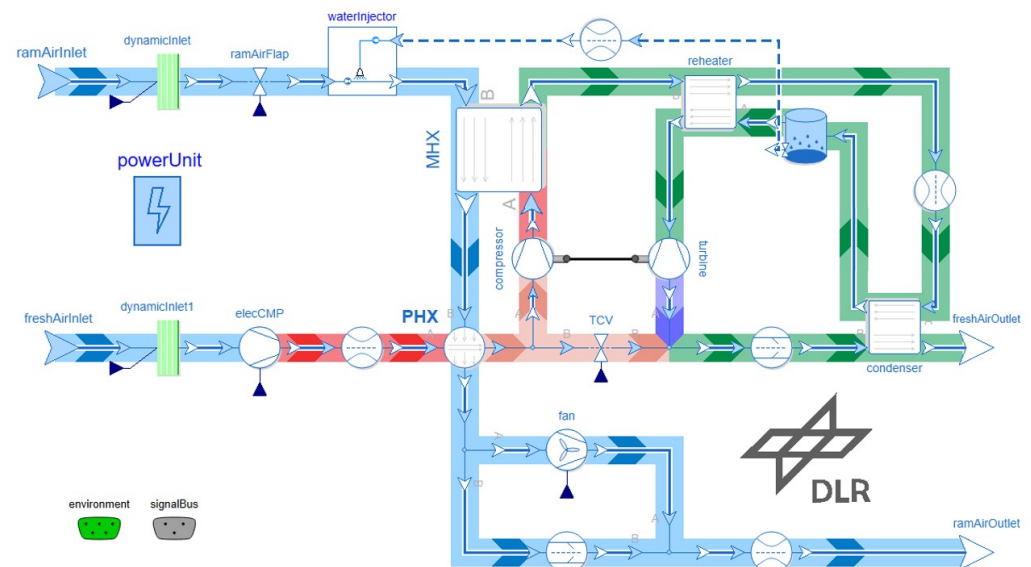 waterInjector
ramAirInlet
dynamicInlet
ramAirFlap
reheater
B
MHX
A
powerUnit
A
compressor
turbine
freshAirInlet
dynamicInlet1
elecCMP
PHX
B
A
A
B
TCV
B
A
B
A
freshAirOutlet
condenser
fan
A
B
DLR
environment
signalBus
A
B
ramAirOutlet